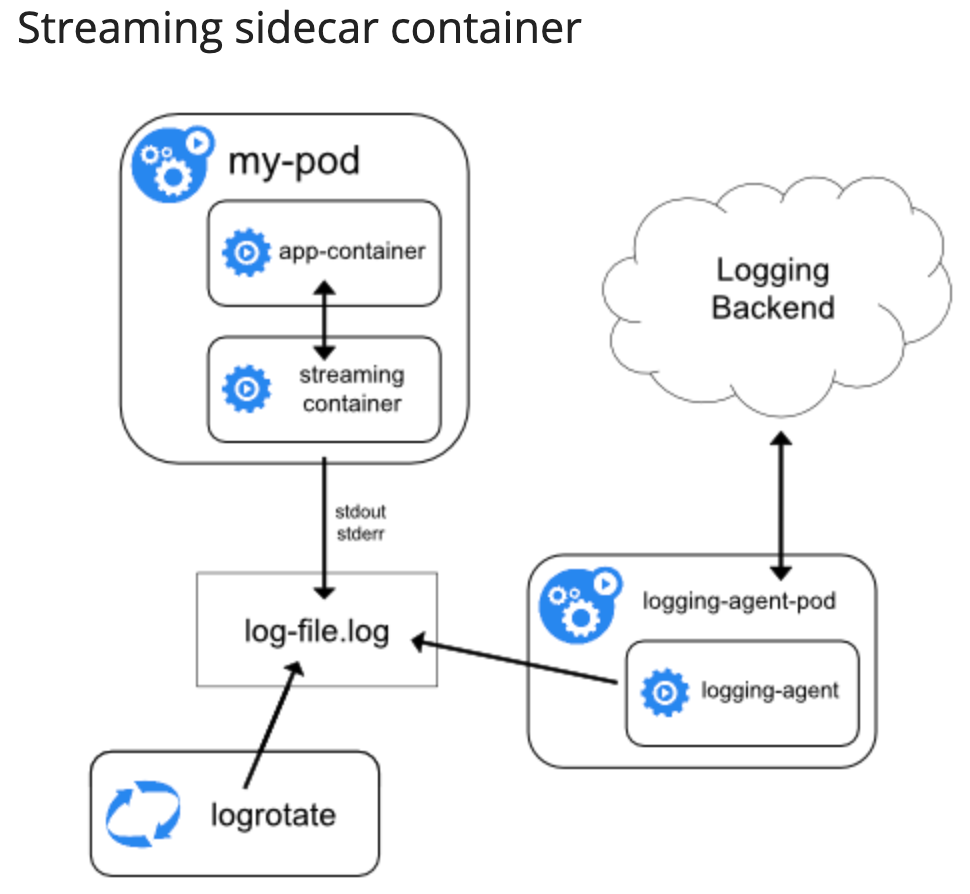 Streaming sidecar container
my-pod
app-container
streaming
container
stdout
stderr
log-file.log
logrotate
Logging
Backend
logging-agent-pod
logging-agent